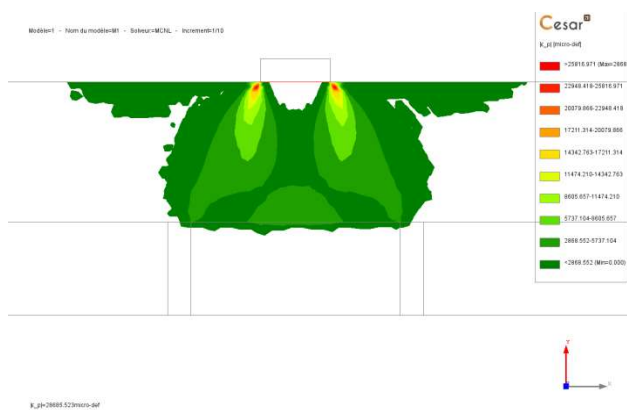 Modèle=1 - Nom du modèle=M1 - Solveur=MCNL - Increment=1/10
Cesar
|ε_p| [micro-def]
>25816.971 (Max=2868
22948.418-25816.971
20079.866-22948.418
17211.314-20079.866
14342.763-17211.314
11474.210-14342.763
8605.657-11474.210
5737.104-8605.657
2868.552-5737.104
<2868.552 (Min=0.000)
Y
X
|ε_p|=28685.523micro-def